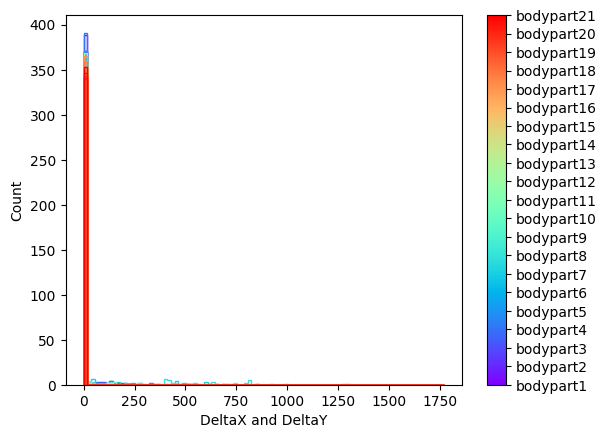 400
350
300
250
200
150
100
50
0
Count
0
250
500
750
1000
1250
1500
1750
DeltaX and DeltaY
bodypart21
bodypart20
bodypart19
bodypart18
bodypart17
bodypart16
bodypart15
bodypart14
bodypart13
bodypart12
bodypart11
bodypart10
bodypart9
bodypart8
bodypart7
bodypart6
bodypart5
bodypart4
bodypart3
bodypart2
bodypart1